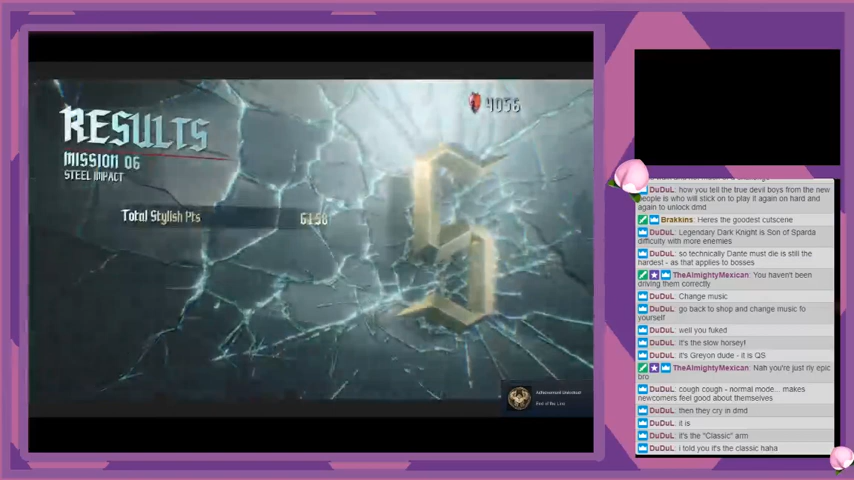 RESULTS
MISSION 06
STEEL IMPACT
Total Stylish Pts
6158
4056
S
Achievement Unlocked
DuDuL: how you tell the true devil boys from the new
people is who will stick on to play it again on hard and
again to unlock dmd
Brakkins: Heres the goodest cutscene
DuDuL: Legendary Dark Knight is Son of Sparda
difficulty with more enemies
DuDuL: so technically Dante must die is still the
hardest - as that applies to bosses
TheAlmightyMexican: You haven't been
driving them correctly
DuDuL: Change music
DuDuL: go back to shop and change music fo
yourself
DuDuL: well you fuked
DuDuL: It's the slow horsey!
DuDuL: it's Greyon dude - it is QS
TheAlmightyMexican: Nah you're just ny epic
bro
DuDuL: cough cough - normal mode... makes
newcomers feel good about themselves
DuDuL: then they cry in dmd
DuDuL: it is
DuDuL: it's the "Classic" arm
DuDuL: i told you it's the classic haha